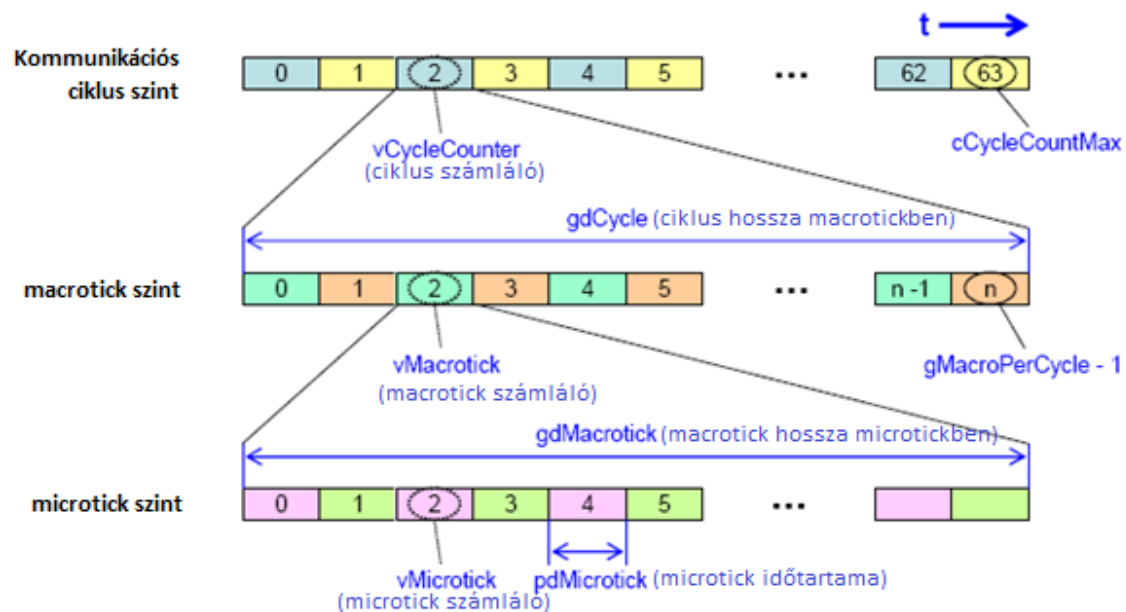 t
Kommunikációs
ciklus szint
0 1 2 3 4 5 ... 62 63
vCycleCounter
(ciklus számláló)
cCycleCountMax
gdCycle (ciklus hossza macrotickben)
macrotick szint
0 1 2 3 4 5 ... n -1 n
vMacrotick
(macrotick számláló)
gMacroPerCycle - 1
gdMacrotick (macrotick hossza microtickben)
microtick szint
0 1 2 3 4 5 ...
vMicrotick
(microtick számláló)
pdMicrotick (microtick időtartama)